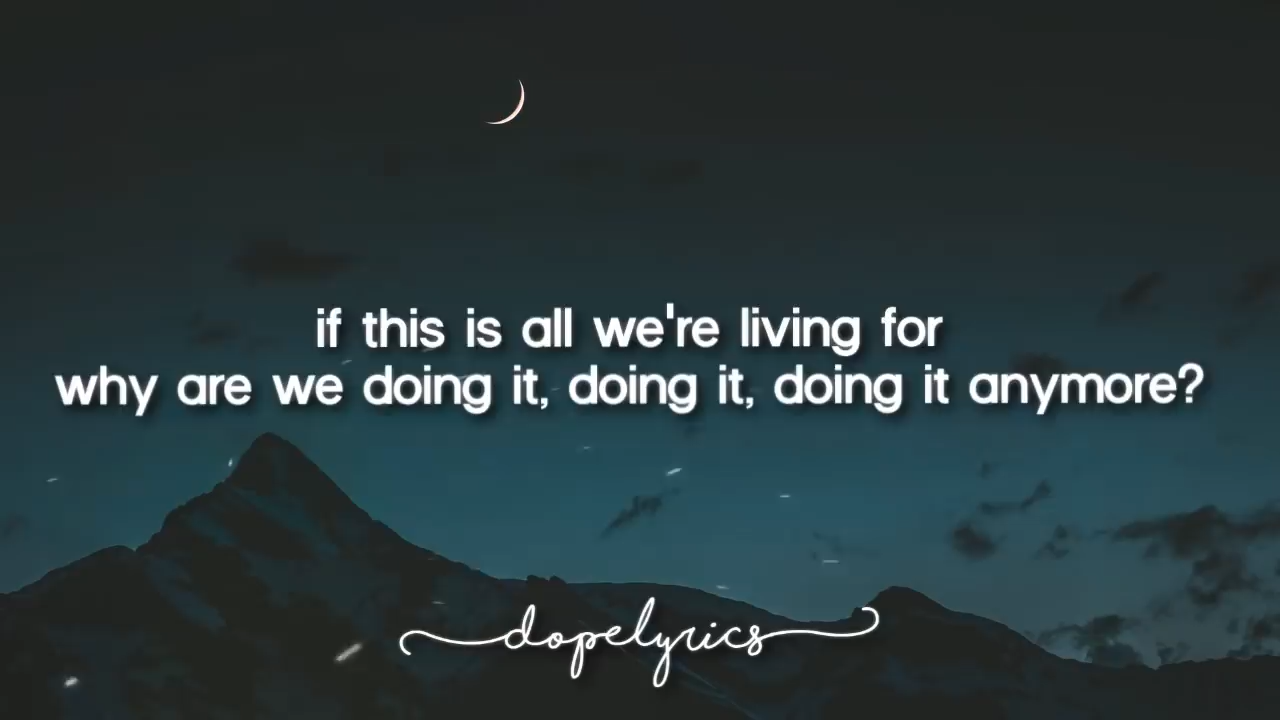 if this is all we're living for
why are we doing it, doing it, doing it anymore?
dopelyrics